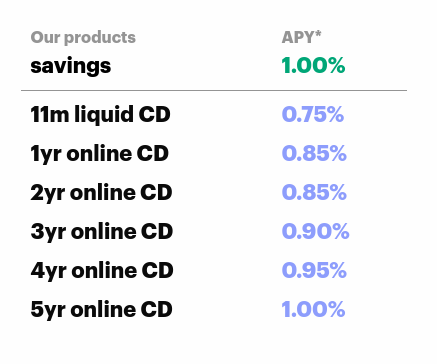 Our products APY*
savings 1.00%
11m liquid CD 0.75%
1yr online CD 0.85%
2yr online CD 0.85%
3yr online CD 0.90%
4yr online CD 0.95%
5yr online CD 1.00%